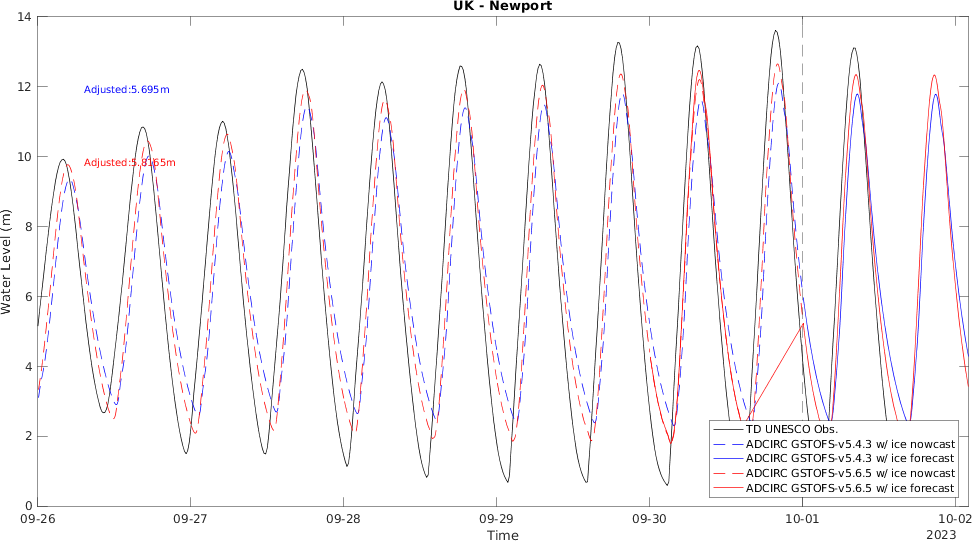 UK - Newport
14
12
10
8
6
4
2
0
Water Level (m)
Adjusted:5.695m
Adjusted:5.8165m
TD UNESCO Obs.
ADCIRC GSTOFS-v5.4.3 w/ ice nowcast
ADCIRC GSTOFS-v5.4.3 w/ ice forecast
ADCIRC GSTOFS-v5.6.5 w/ ice nowcast
ADCIRC GSTOFS-v5.6.5 w/ ice forecast
09-26 09-27 09-28 09-29 09-30 10-01 10-02
Time
2023